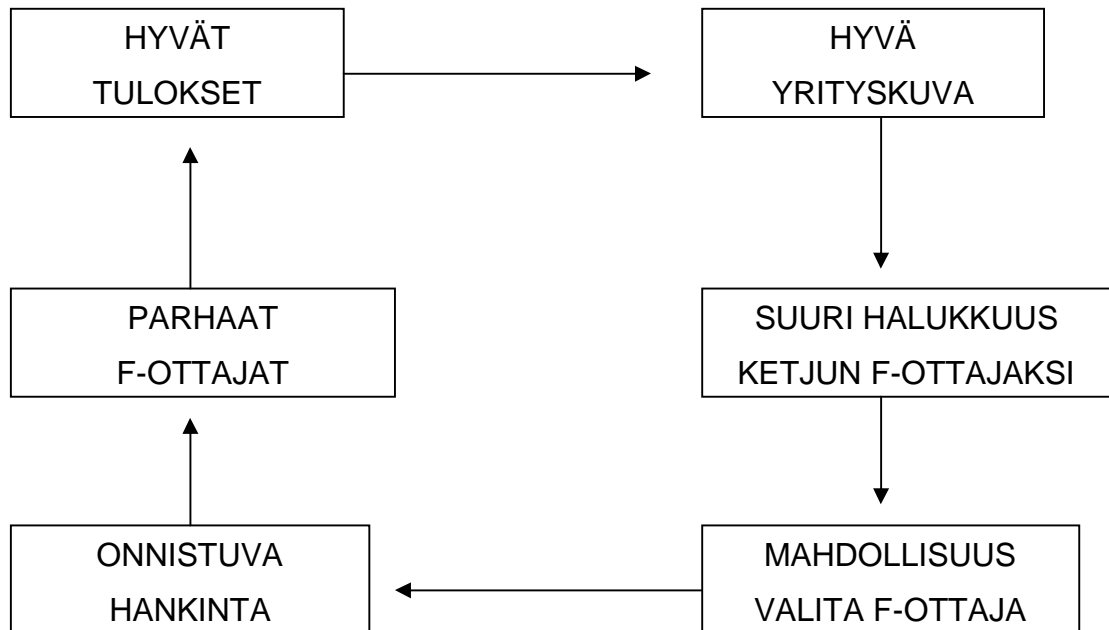 HYVÄT
TULOKSET
HYVÄ
YRITYSKUVA
PARHAAT
F-OTTAJAT
SUURI HALUKKUUS
KETJUN F-OTTAJAKSI
ONNISTUVA
HANKINTA
MAHDOLLISUUS
VALITA F-OTTAJA